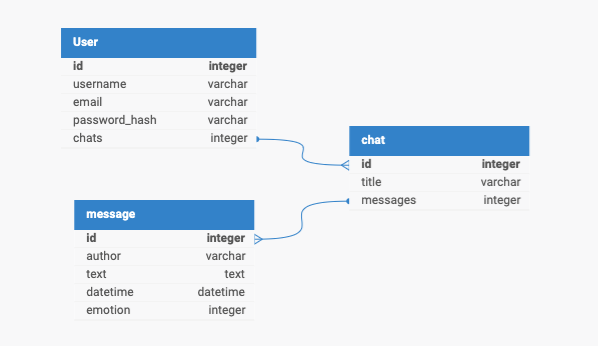 User
id integer
username varchar
email varchar
password_hash varchar
chats integer
chat
id integer
title varchar
messages integer
message
id integer
author varchar
text text
datetime datetime
emotion integer